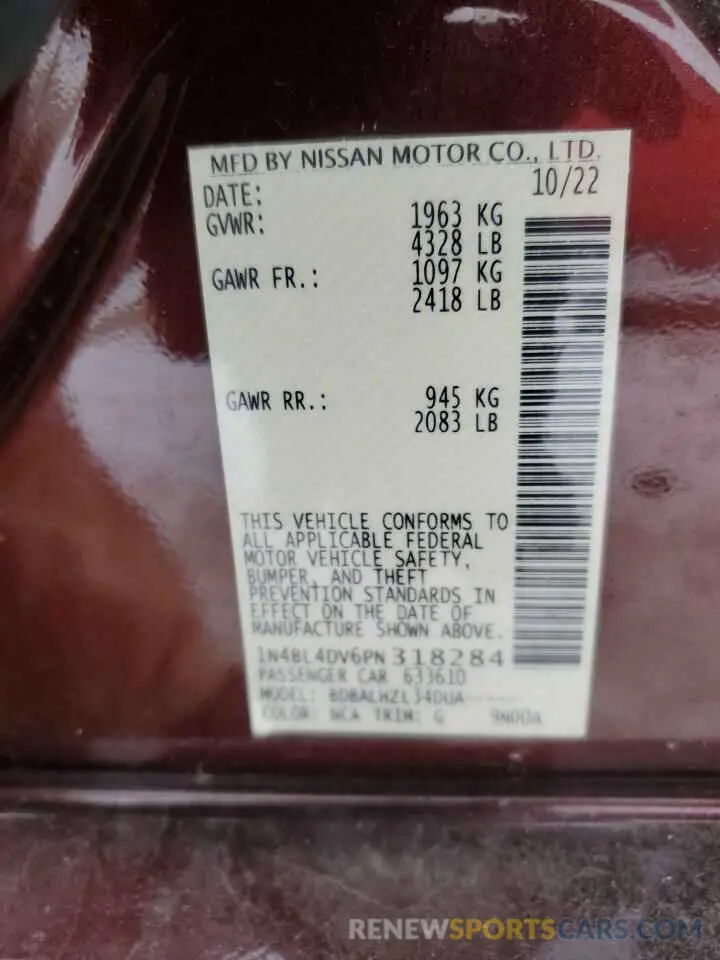 MFD BY NISSAN MOTOR CO., LTD.
DATE: 10/22
GVWR: 1963 KG
4328 LB
GAWR FR.: 1097 KG
2418 LB
GAWR RR.: 945 KG
2083 LB
THIS VEHICLE CONFORMS TO
ALL APPLICABLE FEDERAL
MOTOR VEHICLE SAFETY,
BUMPER, AND THEFT
PREVENTION STANDARDS IN
EFFECT ON THE DATE OF
MANUFACTURE SHOWN ABOVE.
1N4BL4DV6PN318284
PASSENGER CAR 633610
MODEL:
COLOR: NCA TRIM: G
RENEWSPORTSCARS.COM